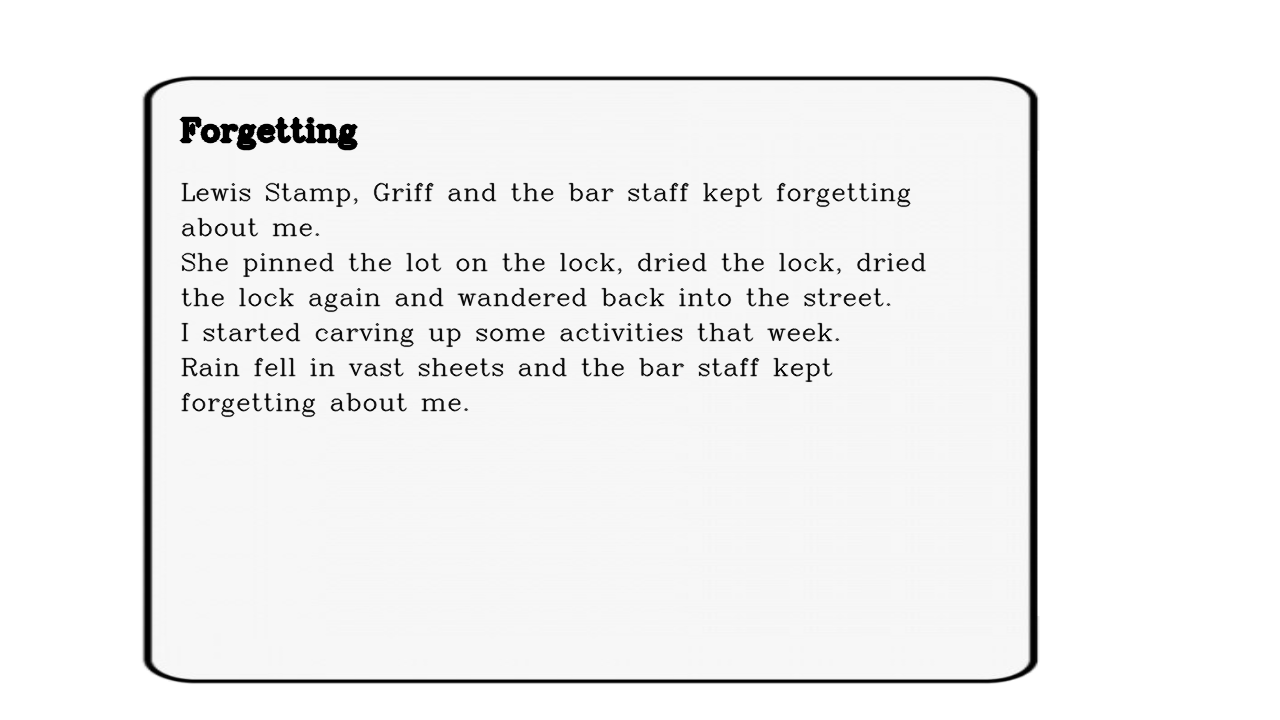 Forgetting
Lewis Stamp, Griff and the bar staff kept forgetting
about me.
She pinned the lot on the lock, dried the lock, dried
the lock again and wandered back into the street.
I started carving up some activities that week.
Rain fell in vast sheets and the bar staff kept
forgetting about me.